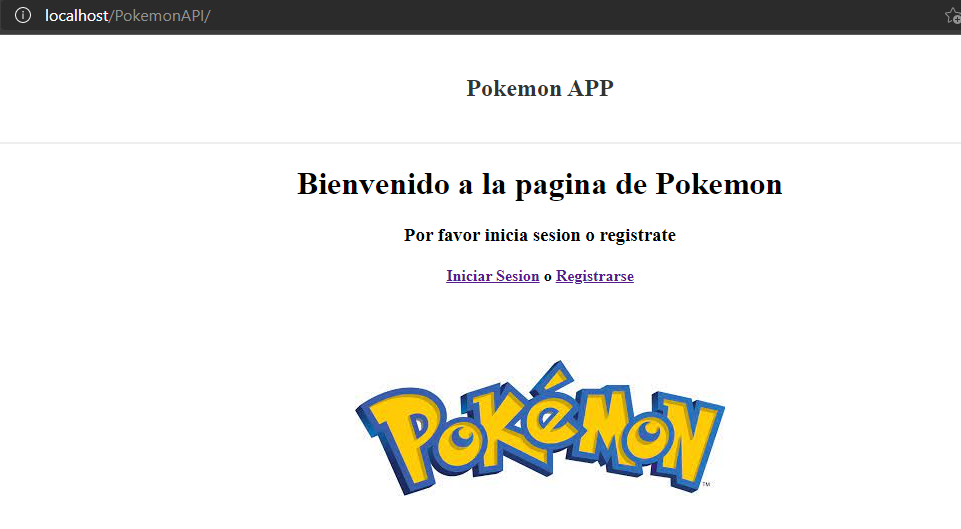 localhost/PokemonAPI/
Pokemon APP
Bienvenido a la pagina de Pokemon
Por favor inicia sesion o registrate
Iniciar Sesion o Registrarse
POKéMON
™